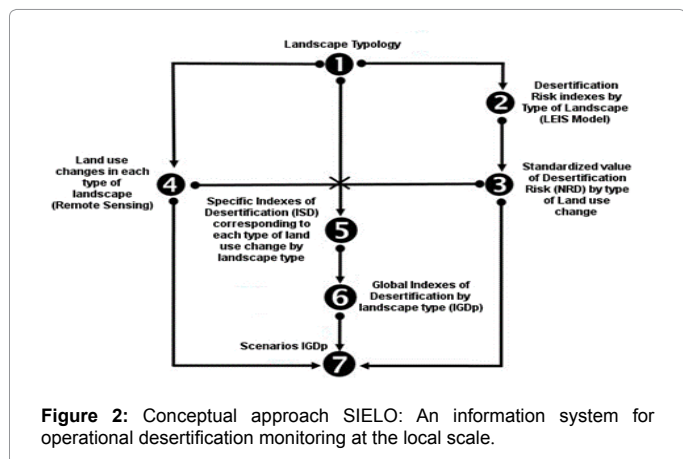 Landscape Typology
1
2
Desertification
Risk indexes by
Type of Landscape
(LEIS Model)
Land use
changes in each
type of
landscape
(Remote Sensing)
4
3
Standardized value
of Desertification
Risk (NRD) by type
of Land use
change
Specific Indexes of
Desertification (ISD)
corresponding to
each type of land
use change by
landscape type
5
6
Global Indexes of
Desertification by
landscape type (IGDp)
Scenarios IGDp
7
Figure 2: Conceptual approach SIELO: An information system for
operational desertification monitoring at the local scale.